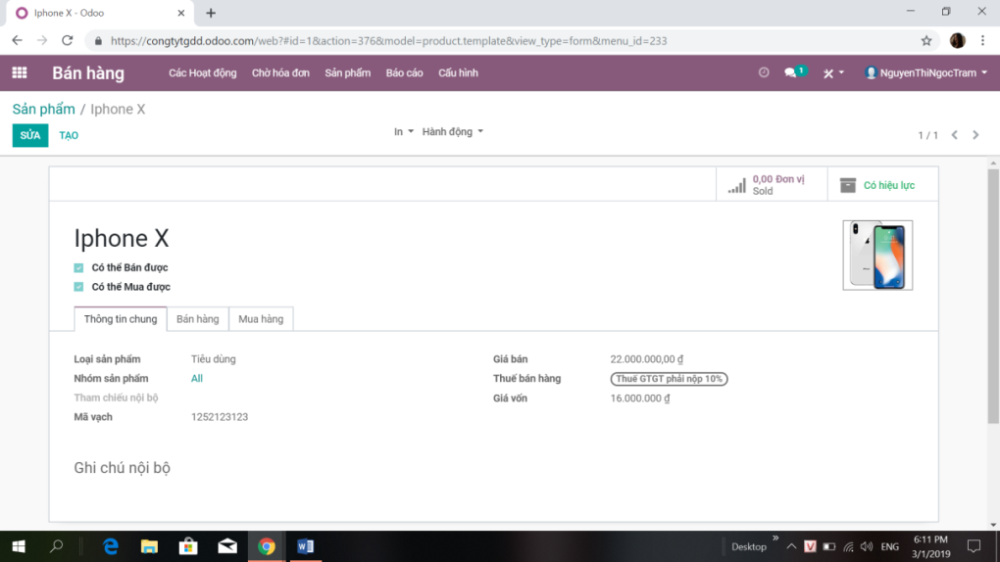 Iphone X - Odoo
https://congtytgdd.odoo.com/web?#id=1&action=376&model=product.template&view_type=form&menu_id=233
Bán hàng Các Hoạt động Chờ hóa đơn Sản phẩm Báo cáo Cấu hình 1 NguyenThiNgocTram
Sản phẩm / Iphone X
SỬA TẠO In Hành động 1 / 1
0,00 Đơn vị
Sold
Có hiệu lực
Iphone X
Có thể Bán được
Có thể Mua được
Thông tin chung Bán hàng Mua hàng
Loại sản phẩm Tiêu dùng Giá bán 22.000.000,00 ₫
Nhóm sản phẩm All Thuế bán hàng Thuế GTGT phải nộp 10%
Tham chiếu nội bộ Giá vốn 16.000.000 ₫
Mã vạch 1252123123
Ghi chú nội bộ
Desktop ENG 6:11 PM
3/1/2019